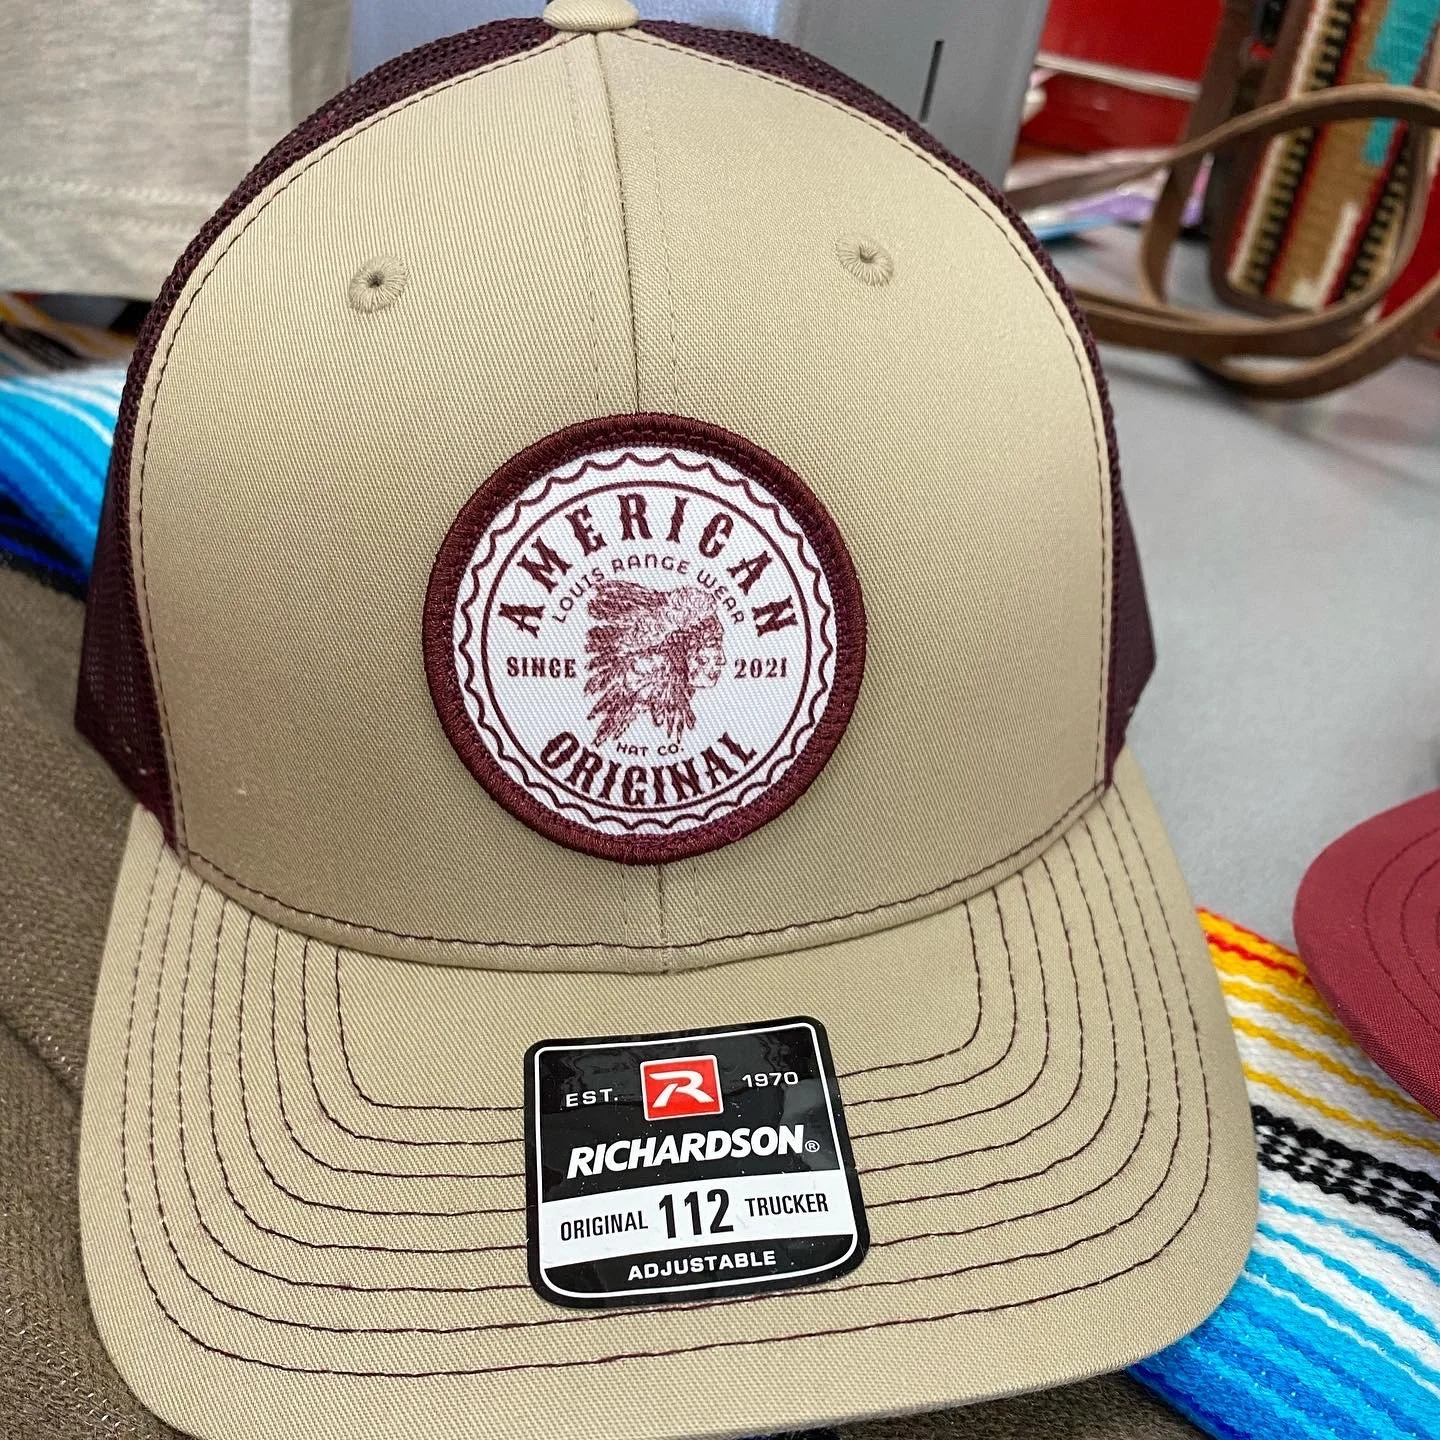 AMERICAN
LOUIS RANGE WEAR
SINCE 2021
HAT CO.
ORIGINAL
EST. R 1970
RICHARDSON®
ORIGINAL 112 TRUCKER
ADJUSTABLE